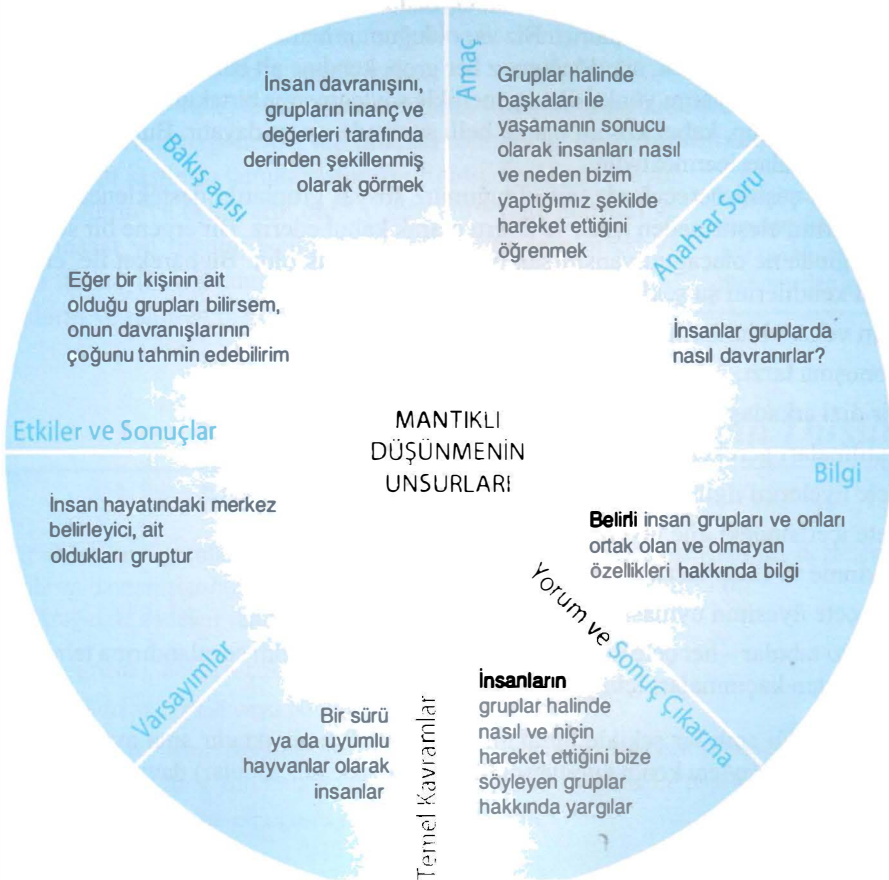 MANTIKLI
DÜŞÜNMENİN
UNSURLARI
Amaç
Gruplar halinde
başkaları ile
yaşamanın sonucu
olarak insanları nasıl
ve neden bizim
yaptığımız şekilde
hareket ettiğini
öğrenmek
Anahtar Soru
İnsanlar gruplarda
nasıl davranırlar?
Bilgi
Belirli insan grupları ve onları
ortak olan ve olmayan
özellikleri hakkında bilgi
Yorum ve Sonuç Çıkarma
İnsanların
gruplar halinde
nasıl ve niçin
hareket ettiğini bize
söyleyen gruplar
hakkında yargılar
Temel Kavramlar
Bir sürü
ya da uyumlu
hayvanlar olarak
insanlar
Varsayımlar
İnsan hayatındaki merkez
belirleyici, ait
oldukları gruptur
Etkiler ve Sonuçlar
Eğer bir kişinin ait
olduğu grupları bilirsem,
onun davranışlarının
çoğunu tahmin edebilirim
Bakış açısı
İnsan davranışını,
grupların inanç ve
değerleri tarafında
derinden şekillenmiş
olarak görmek